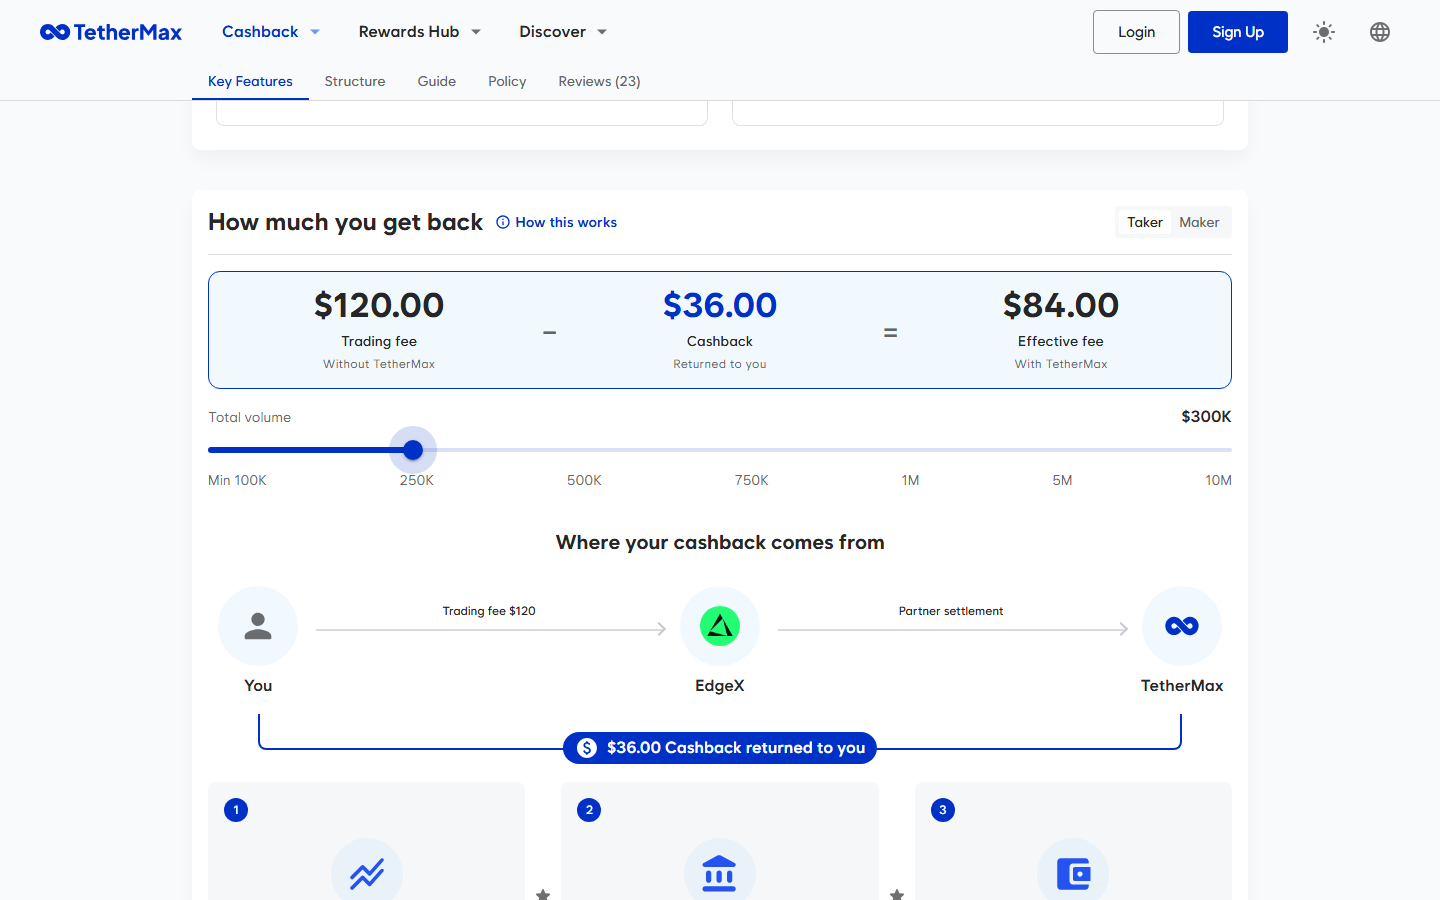 TetherMax
Cashback
Rewards Hub
Discover
Login
Sign Up
Key Features
Structure
Guide
Policy
Reviews (23)
How much you get back
How this works
Taker
Maker
$120.00
Trading fee
Without TetherMax
–
$36.00
Cashback
Returned to you
=
$84.00
Effective fee
With TetherMax
Total volume
$300K
Min 100K
250K
500K
750K
1M
5M
10M
Where your cashback comes from
Trading fee $120
Partner settlement
You
EdgeX
TetherMax
$ $36.00 Cashback returned to you
1
2
3